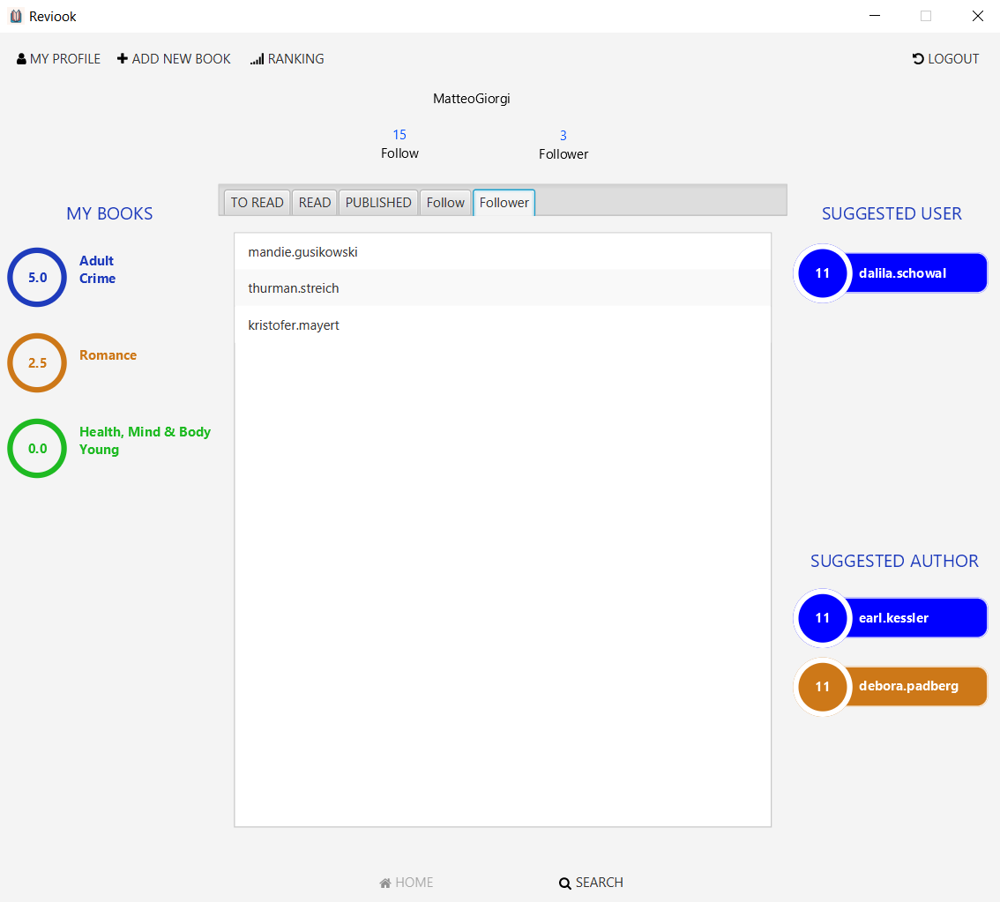 Reviook
MY PROFILE ADD NEW BOOK RANKING LOGOUT
MatteoGiorgi
15 3
Follow Follower
TO READ READ PUBLISHED Follow Follower
MY BOOKS
5.0 Adult
Crime
2.5 Romance
0.0 Health, Mind & Body
Young
mandie.gusikowski
thurman.streich
kristofer.mayert
SUGGESTED USER
11 dalila.schowal
SUGGESTED AUTHOR
11 earl.kessler
11 debora.padberg
HOME SEARCH